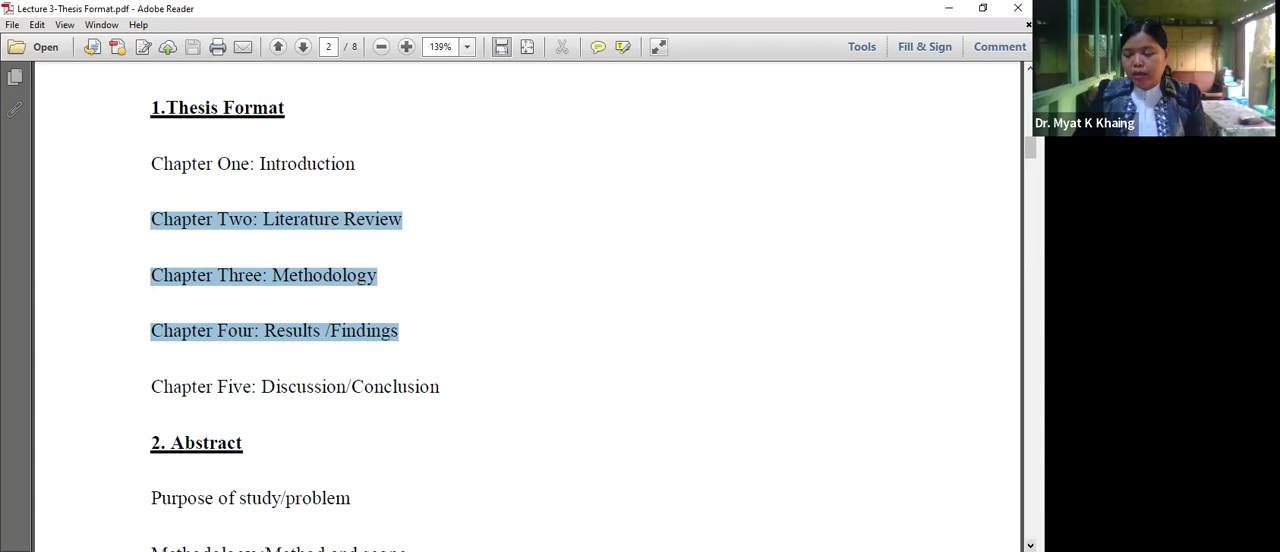 Lecture 3-Thesis Format.pdf - Adobe Reader
File Edit View Window Help
Open 2 / 8 139% Tools Fill & Sign Comment
1.Thesis Format
Chapter One: Introduction
Chapter Two: Literature Review
Chapter Three: Methodology
Chapter Four: Results /Findings
Chapter Five: Discussion/Conclusion
2. Abstract
Purpose of study/problem
Dr. Myat K Khaing